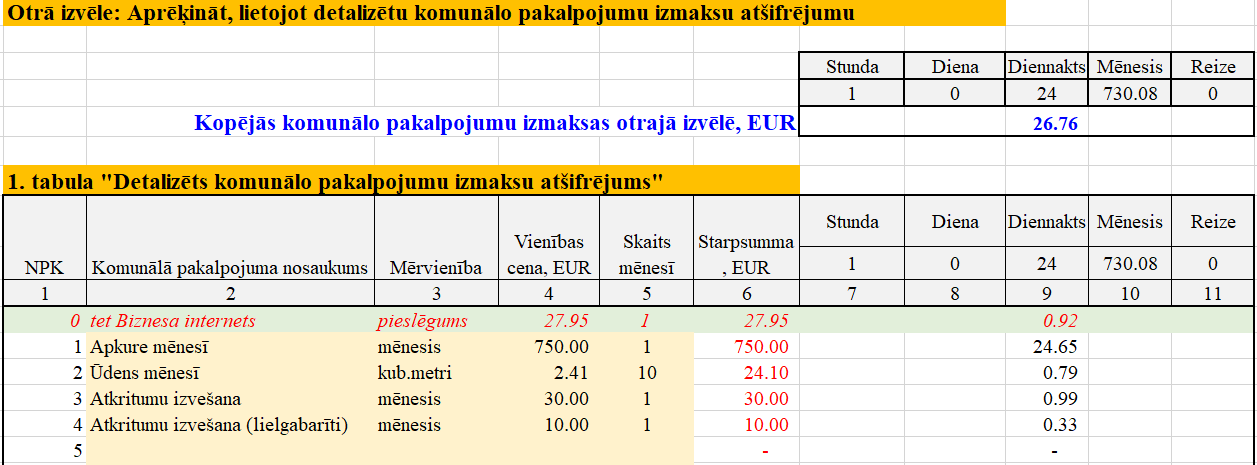 Otrā izvēle: Aprēķināt, lietojot detalizētu komunālo pakalpojumu izmaksu atšifrējumu
Stunda Diena Diennakts Mēnesis Reize
1 0 24 730.08 0
Kopējās komunālo pakalpojumu izmaksas otrajā izvēlē, EUR 26.76
1. tabula "Detalizēts komunālo pakalpojumu izmaksu atšifrējums"
NPK Komunālā pakalpojuma nosaukums Mērvienība Vienības cena, EUR Skaits mēnesī Starpsumma , EUR Stunda Diena Diennakts Mēnesis Reize
1 0 24 730.08 0
1 2 3 4 5 6 7 8 9 10 11
0 tet Biznesa internets pieslēgums 27.95 1 27.95 0.92
1 Apkure mēnesī mēnesis 750.00 1 750.00 24.65
2 Ūdens mēnesī kub.metri 2.41 10 24.10 0.79
3 Atkritumu izvešana mēnesis 30.00 1 30.00 0.99
4 Atkritumu izvešana (lielgabarīti) mēnesis 10.00 1 10.00 0.33
5 - -